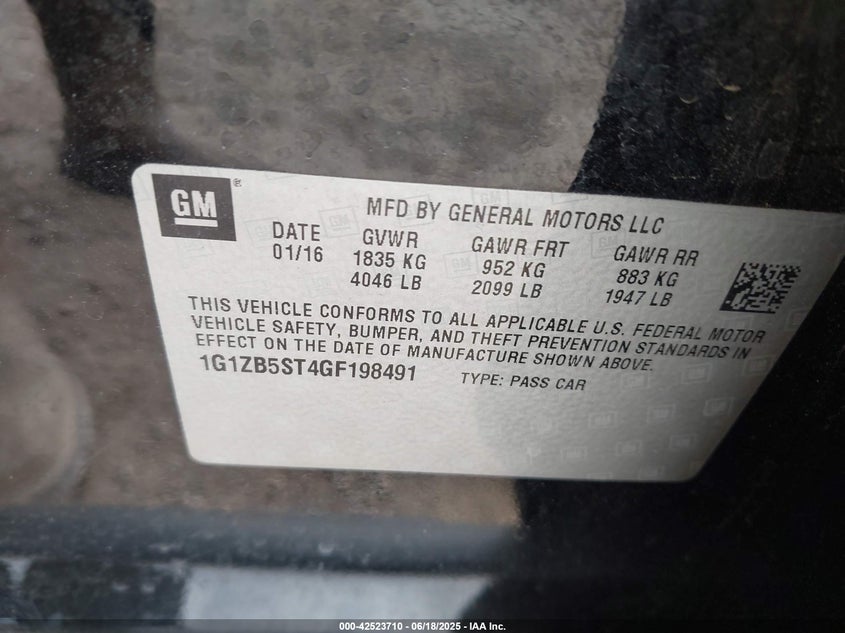 GM ®
MFD BY GENERAL MOTORS LLC
DATE GVWR GAWR FRT GAWR RR
01/16 1835 KG 952 KG 883 KG
4046 LB 2099 LB 1947 LB
THIS VEHICLE CONFORMS TO ALL APPLICABLE U.S. FEDERAL MOTOR
VEHICLE SAFETY, BUMPER, AND THEFT PREVENTION STANDARDS IN
EFFECT ON THE DATE OF MANUFACTURE SHOWN ABOVE.
1G1ZB5ST4GF198491 TYPE: PASS CAR
000-42523710 - 06/18/2025 - IAA Inc.